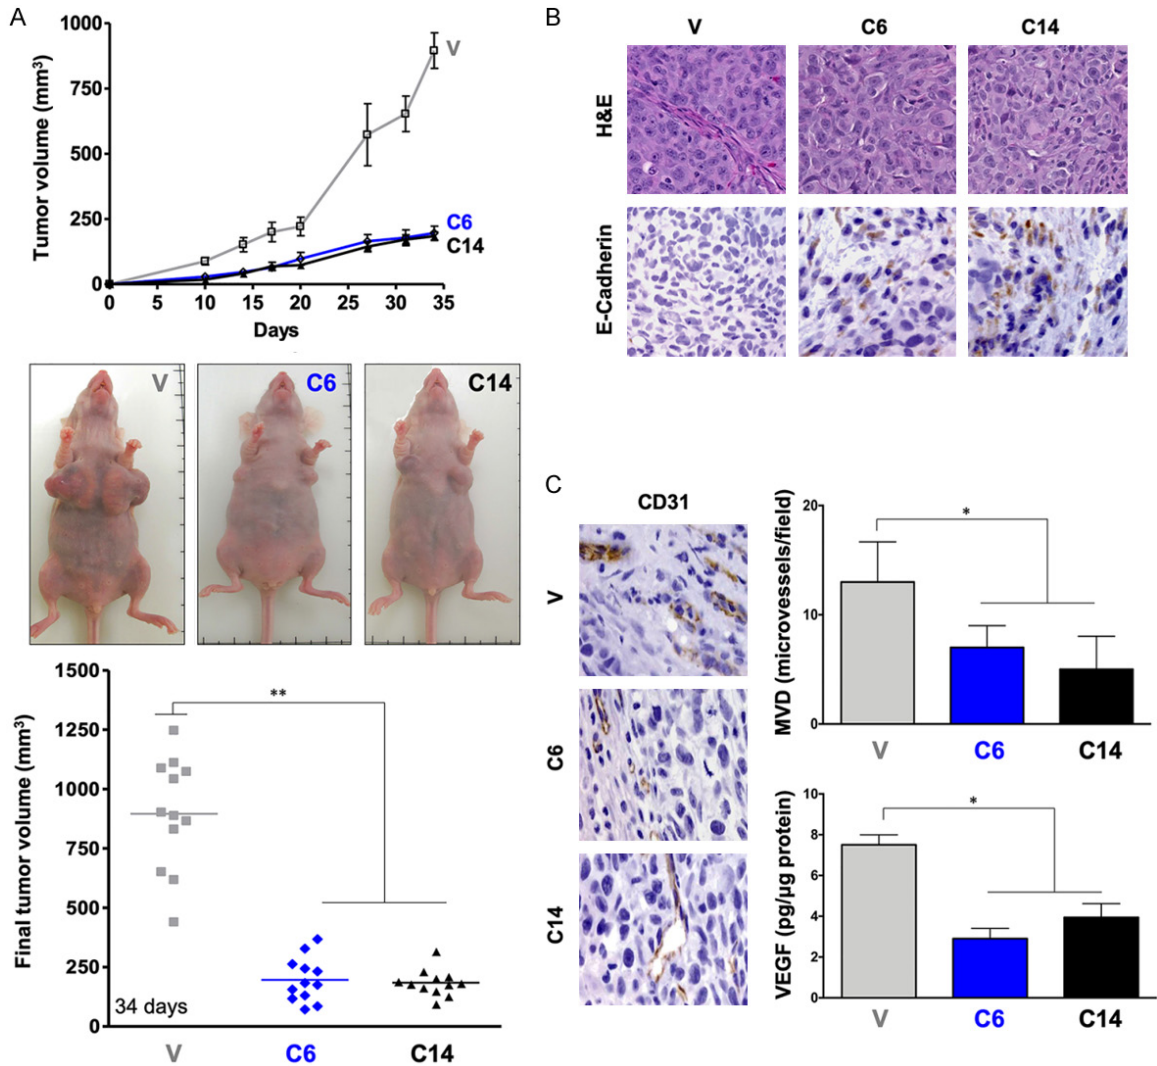 A
1000
750
500
250
0
Tumor volume (mm³)
V
C6
C14
0 5 10 15 20 25 30 35
Days
V
C6
C14
1500
1250
1000
750
500
250
0
Final tumor volume (mm³)
**
34 days
V C6 C14
B
V C6 C14
H&E
E-Cadherin
C
CD31
V
C6
C14
20
10
0
MVD (microvessels/field)
*
V C6 C14
10
8
6
4
2
0
VEGF (pg/µg protein)
*
V C6 C14